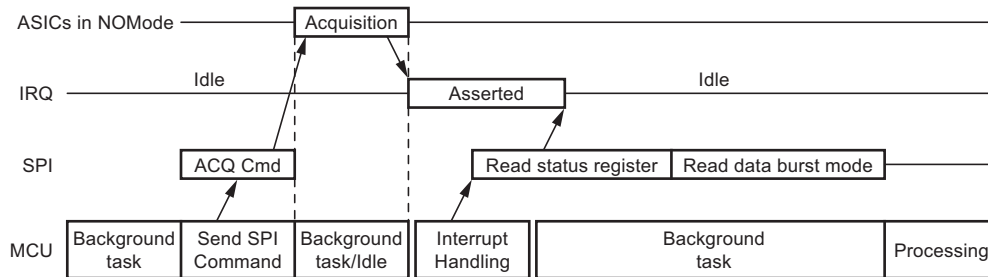 ASICs in NOMode
Acquisition
Idle
Idle
IRQ
Asserted
SPI
ACQ Cmd
Read status register
Read data burst mode
MCU
Background
task
Send SPI
Command
Background
task/Idle
Interrupt
Handling
Background
task
Processing